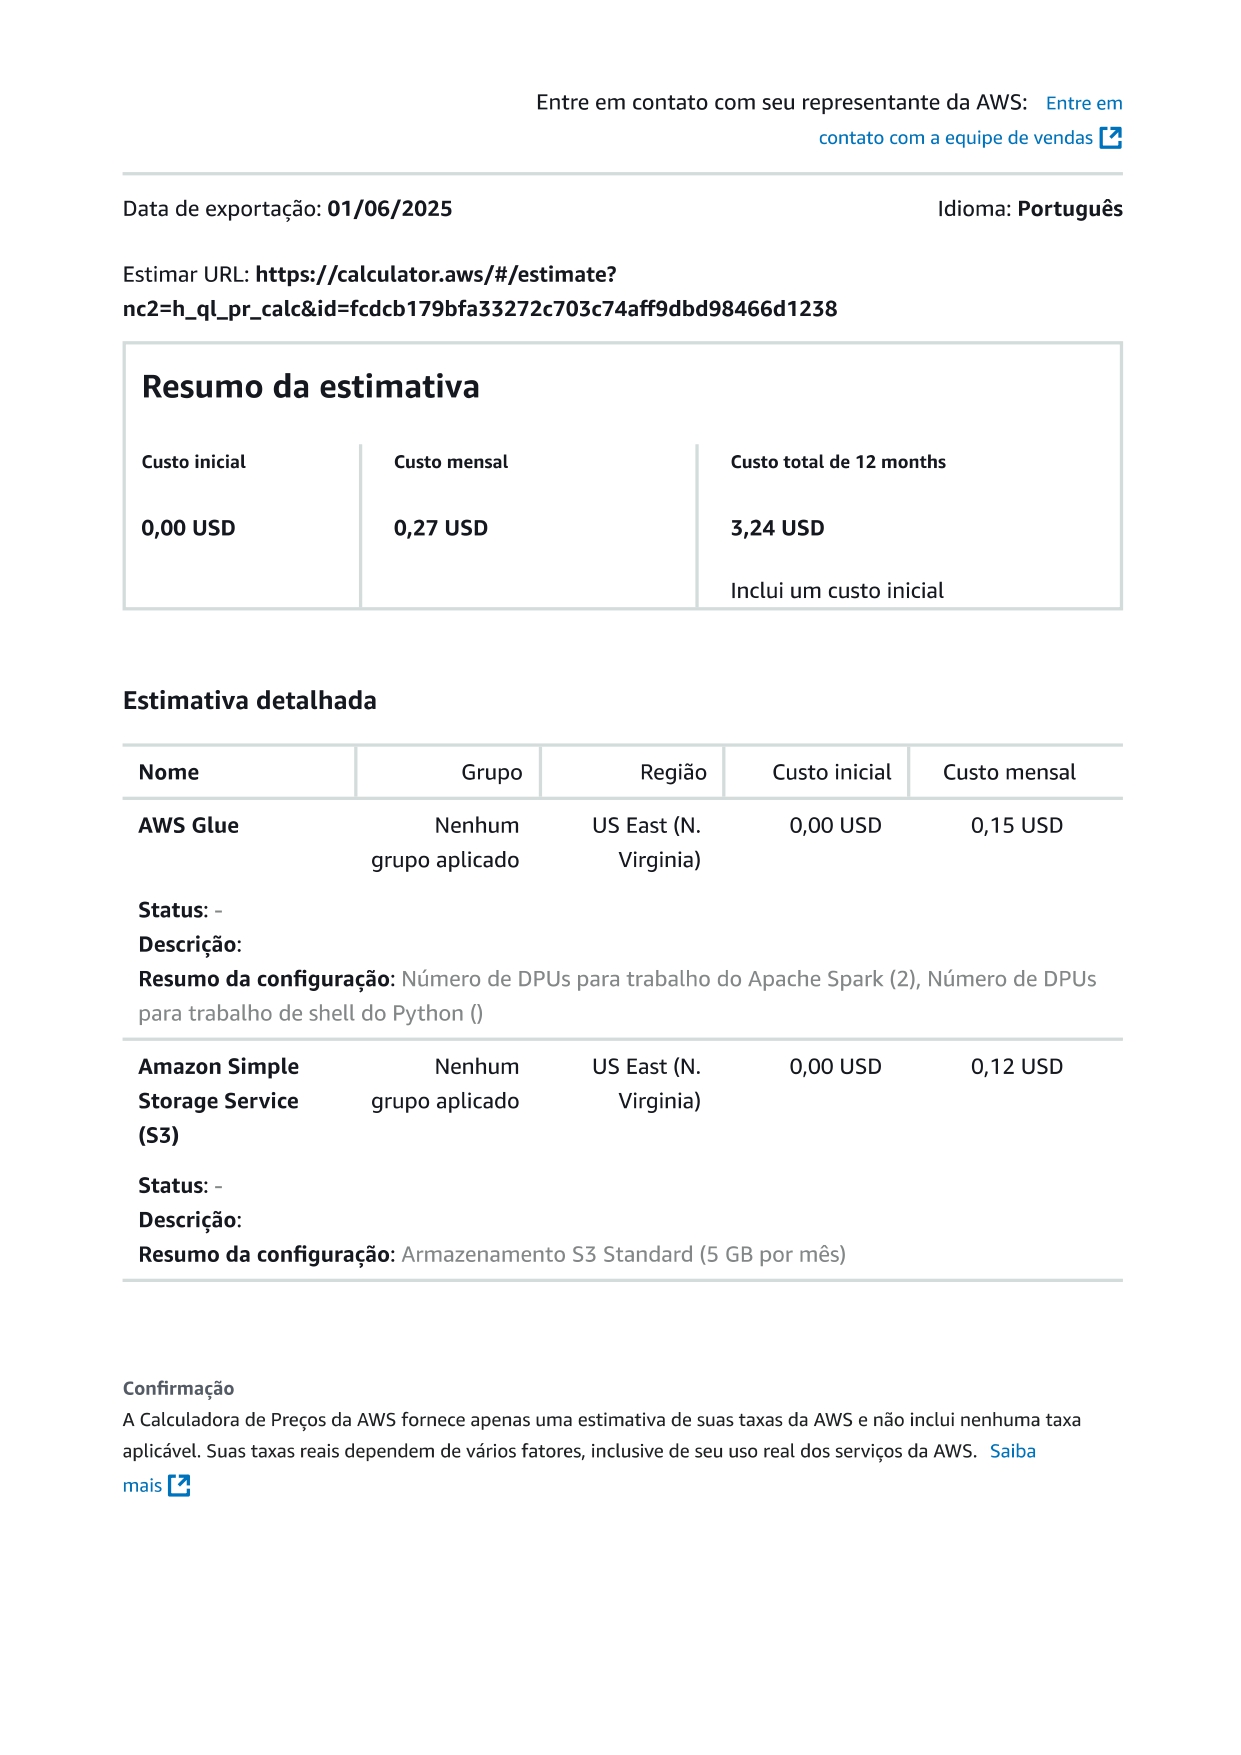 Entre em contato com seu representante da AWS: Entre em
contato com a equipe de vendas
Data de exportação: 01/06/2025 Idioma: Português
Estimar URL: https://calculator.aws/#/estimate?
nc2=h_ql_pr_calc&id=fcdcb179bfa33272c703c74aff9dbd98466d1238
Resumo da estimativa
Custo inicial Custo mensal Custo total de 12 months
0,00 USD 0,27 USD 3,24 USD
Inclui um custo inicial
Estimativa detalhada
Nome Grupo Região Custo inicial Custo mensal
AWS Glue Nenhum US East (N. 0,00 USD 0,15 USD
grupo aplicado Virginia)
Status: -
Descrição:
Resumo da configuração: Número de DPUs para trabalho do Apache Spark (2), Número de DPUs
para trabalho de shell do Python ()
Amazon Simple Nenhum US East (N. 0,00 USD 0,12 USD
Storage Service grupo aplicado Virginia)
(S3)
Status: -
Descrição:
Resumo da configuração: Armazenamento S3 Standard (5 GB por mês)
Confirmação
A Calculadora de Preços da AWS fornece apenas uma estimativa de suas taxas da AWS e não inclui nenhuma taxa
aplicável. Suas taxas reais dependem de vários fatores, inclusive de seu uso real dos serviços da AWS. Saiba
mais